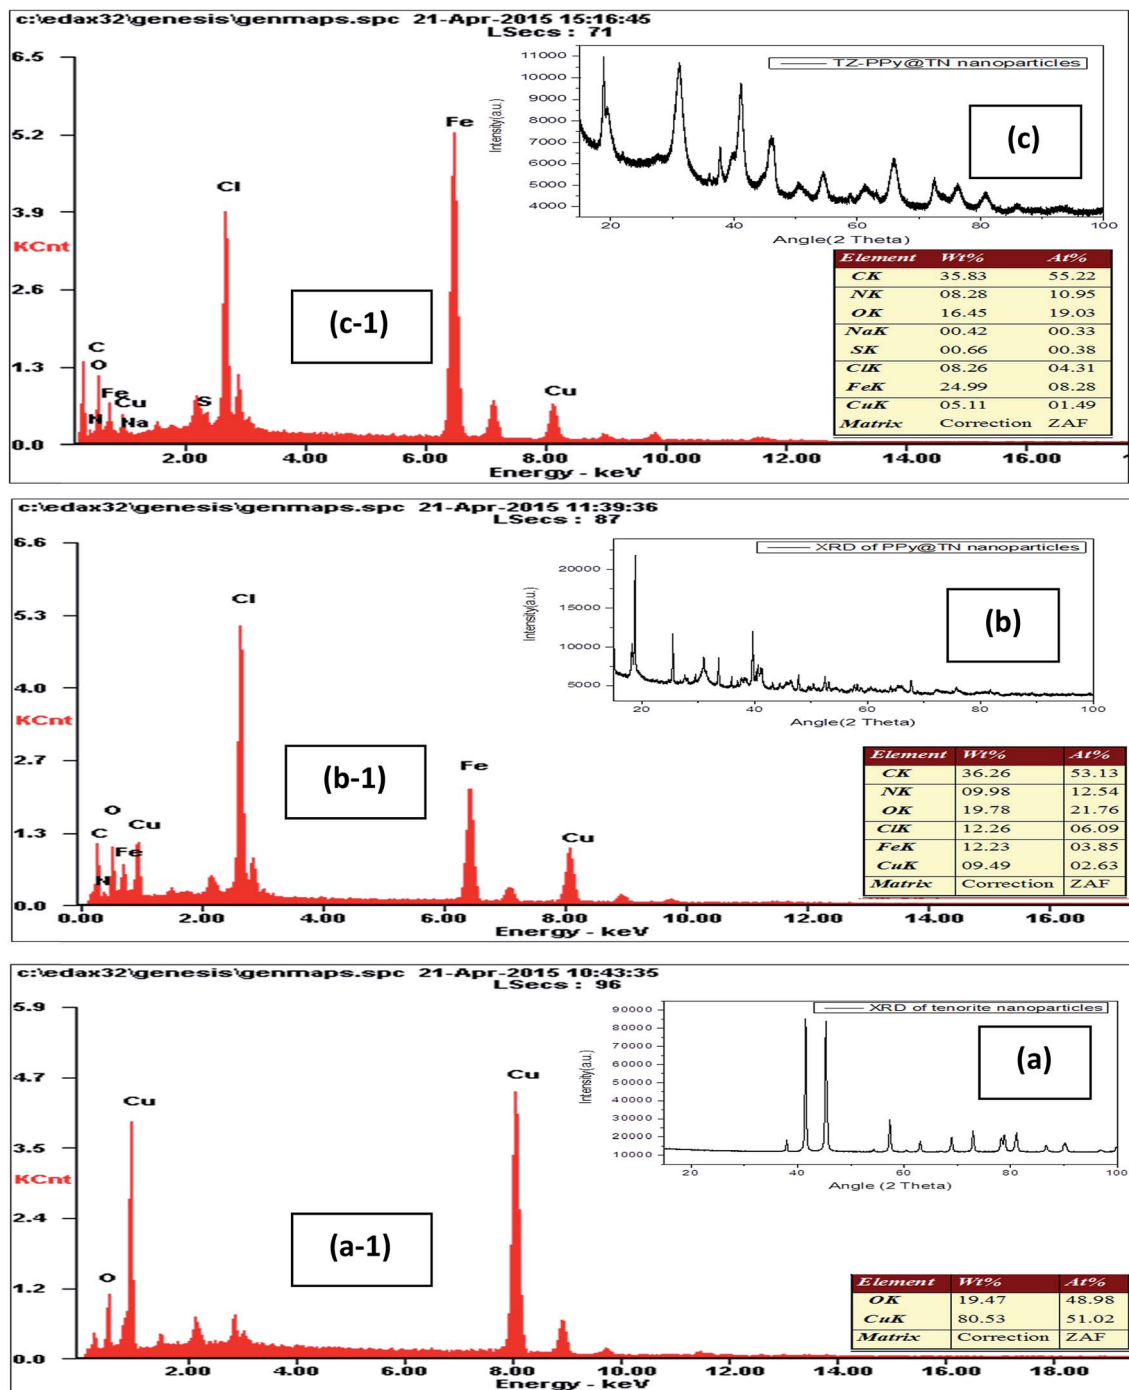 c:\edax32\genesis\genmaps.spc 21-Apr-2015 15:16:45
LSecs : 71
6.5
5.2
3.9
KCnt
2.6
1.3
0.0
C
O
Fe
Cu
N
Na
S
Cl
Fe
Cu
(c-1)
2.00 4.00 6.00 8.00 10.00 12.00 14.00 16.00 1
Energy - keV
TZ-PPy@TN nanoparticles
(c)
Intensity(a.u.)
11000
10000
9000
8000
7000
6000
5000
4000
20 40 60 80 100
Angle(2 Theta)
Element Wt% At%
CK 35.83 55.22
NK 08.28 10.95
OK 16.45 19.03
NaK 00.42 00.33
SK 00.66 00.38
ClK 08.26 04.31
FeK 24.99 08.28
CuK 05.11 01.49
Matrix Correction ZAF
c:\edax32\genesis\genmaps.spc 21-Apr-2015 11:39:36
LSecs : 87
6.6
5.3
4.0
KCnt
2.7
1.3
0.0
C
O
N
Fe
Cu
Cl
Fe
Cu
(b-1)
0.00 2.00 4.00 6.00 8.00 10.00 12.00 14.00 16.00
Energy - keV
XRD of PPy@TN nanoparticles
(b)
Intensity(a.u.)
20000
15000
10000
5000
20 40 60 80 100
Angle(2 Theta)
Element Wt% At%
CK 36.26 53.13
NK 09.98 12.54
OK 19.78 21.76
ClK 12.26 06.09
FeK 12.23 03.85
CuK 09.49 02.63
Matrix Correction ZAF
c:\edax32\genesis\genmaps.spc 21-Apr-2015 10:43:35
LSecs : 96
5.9
4.7
3.5
KCnt
2.4
1.2
0.0
O
Cu
Cu
(a-1)
2.00 4.00 6.00 8.00 10.00 12.00 14.00 16.00 18.00
Energy - keV
XRD of tenorite nanoparticles
(a)
Intensity(a.u.)
90000
80000
70000
60000
50000
40000
30000
20000
10000
20 40 60 80 100
Angle (2 Theta)
Element Wt% At%
OK 19.47 48.98
CuK 80.53 51.02
Matrix Correction ZAF